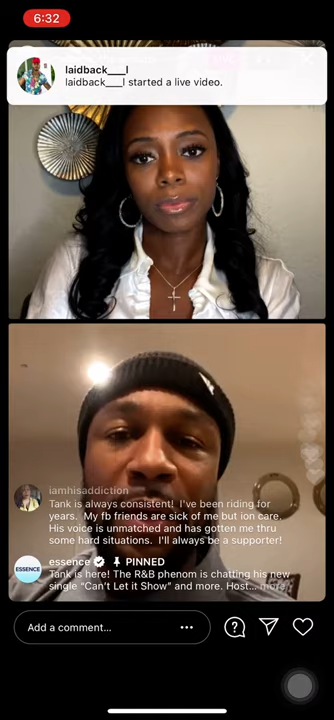 6:32
laidback___l
laidback___l started a live video.
iamhisaddiction
Tank is always consistent! I've been riding for
years. My fb friends are sick of me but ion care.
His voice is unmatched and has gotten me thru
some hard situations. I'll always be a supporter!
ESSENCE
essence PINNED
Tank is here! The R&B phenom is chatting his new
single “Can't Let it Show” and more. Host... more
Add a comment...